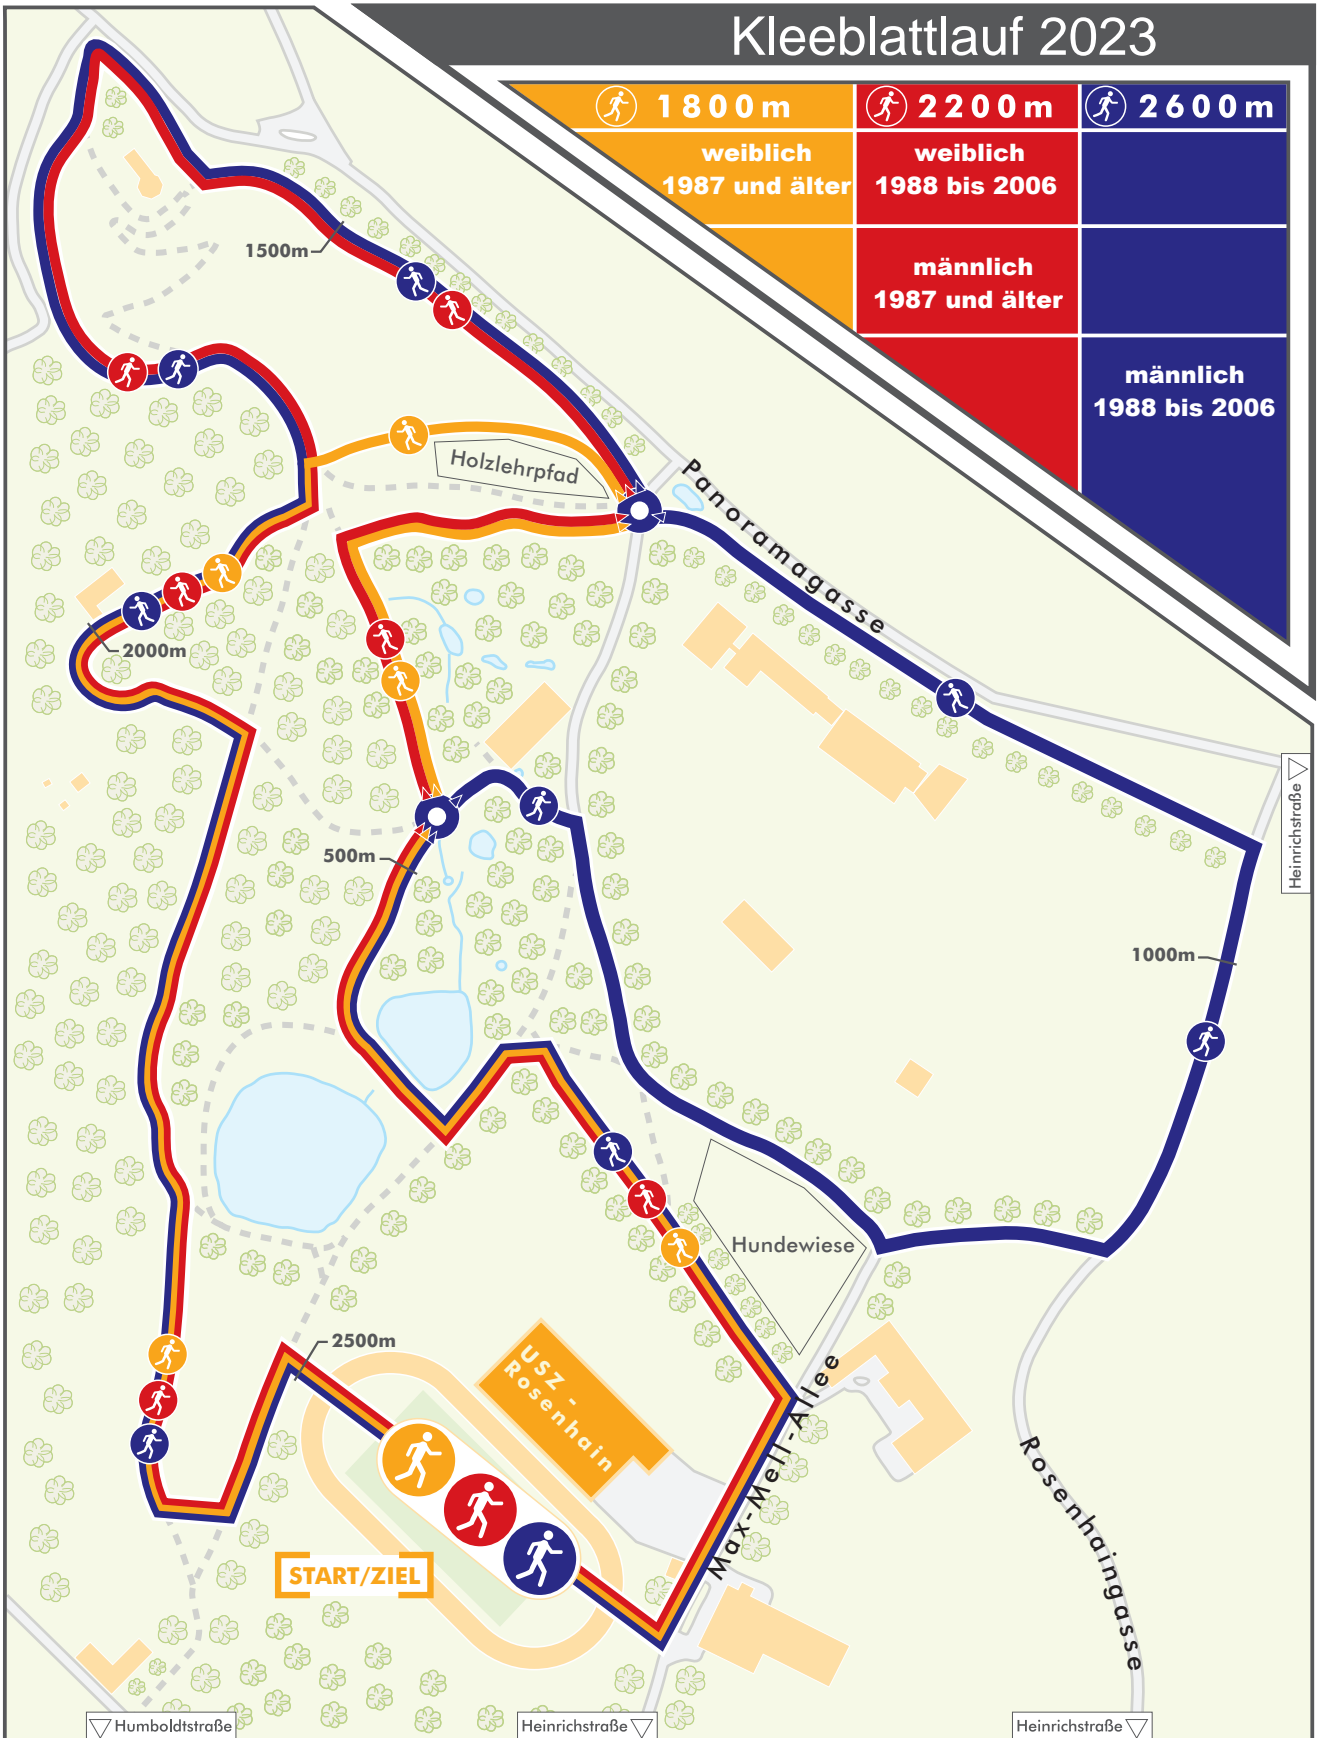 Kleeblattlauf 2023
1800m
2200m
2600m
weiblich
1987 und älter
weiblich
1988 bis 2006
männlich
1987 und älter
männlich
1988 bis 2006
1500m
Holzlehrpfad
Panoramagasse
2000m
Heinrichstraße
500m
1000m
Hundewiese
2500m
USZ -
Rosenhain
Max-Mell-Allee
Rosenhaingasse
START/ZIEL
Humboldtstraße
Heinrichstraße
Heinrichstraße